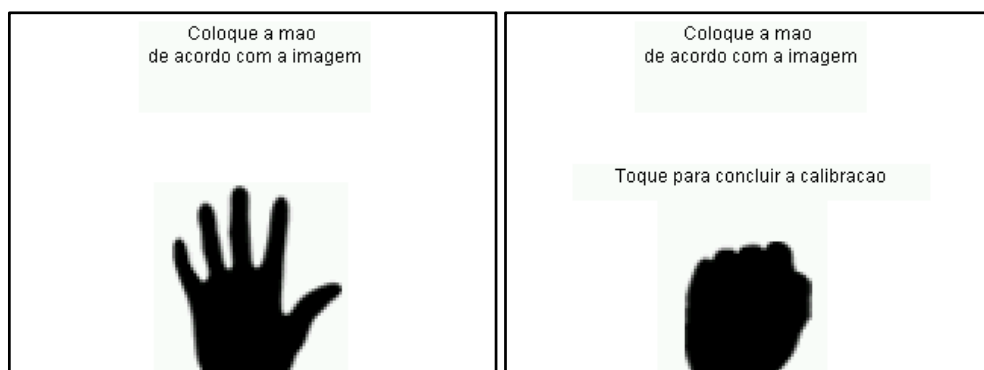 Coloque a mao
de acordo com a imagem
Coloque a mao
de acordo com a imagem
Toque para concluir a calibracao